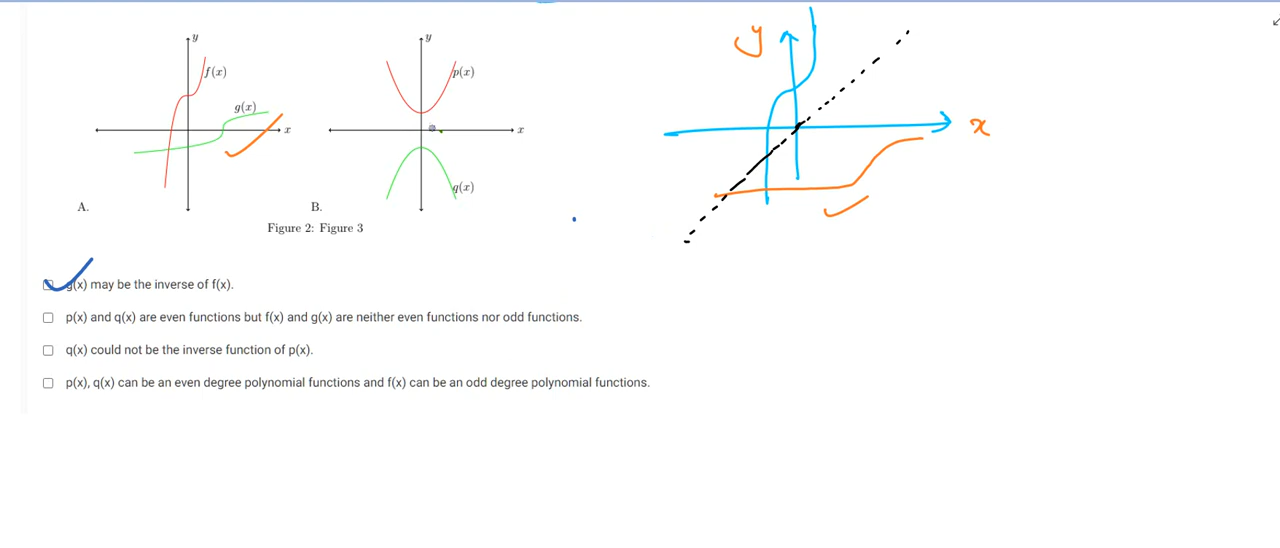 y
f(x)
g(x)
x
A.
y
p(x)
x
q(x)
B.
Figure 2: Figure 3
y
x
g(x) may be the inverse of f(x).
p(x) and q(x) are even functions but f(x) and g(x) are neither even functions nor odd functions.
q(x) could not be the inverse function of p(x).
p(x), q(x) can be an even degree polynomial functions and f(x) can be an odd degree polynomial functions.